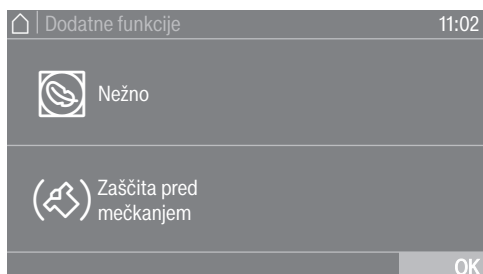 Dodatne funkcije 11:02
Nežno
Zaščita pred
mečkanjem
OK